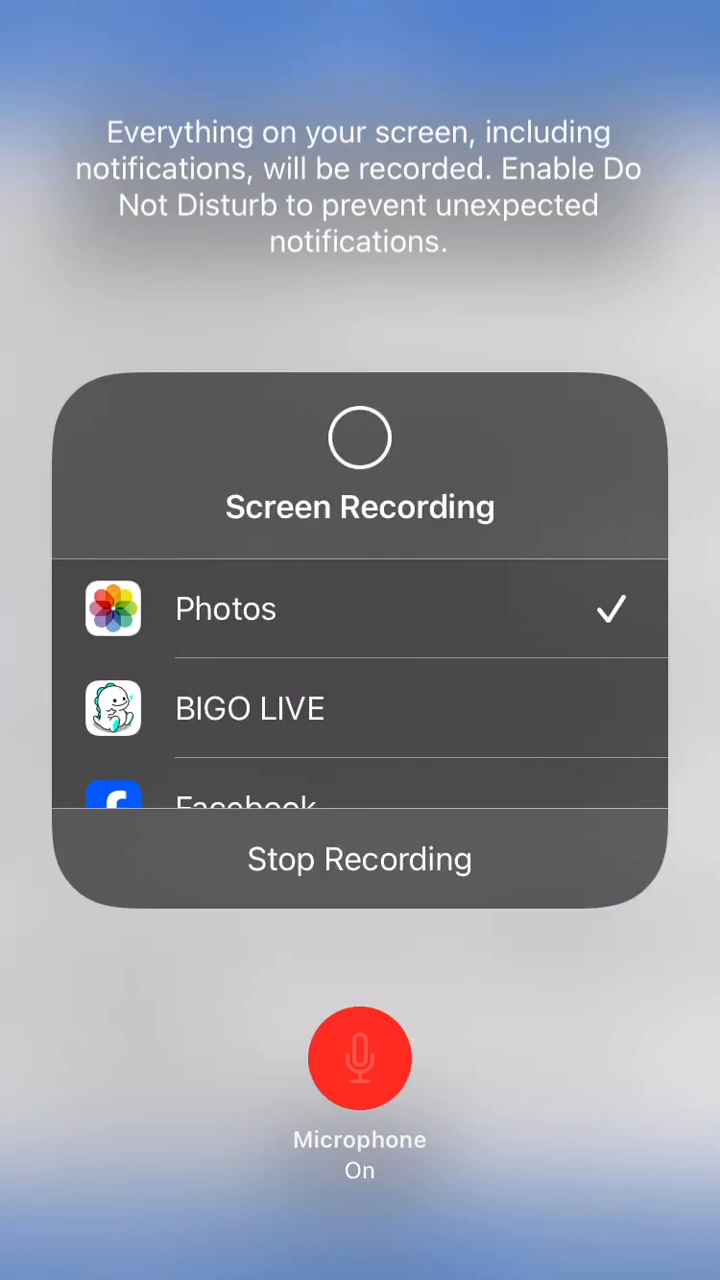 Everything on your screen, including
notifications, will be recorded. Enable Do
Not Disturb to prevent unexpected
notifications.
Screen Recording
Photos
BIGO LIVE
Facebook
Stop Recording
Microphone
On